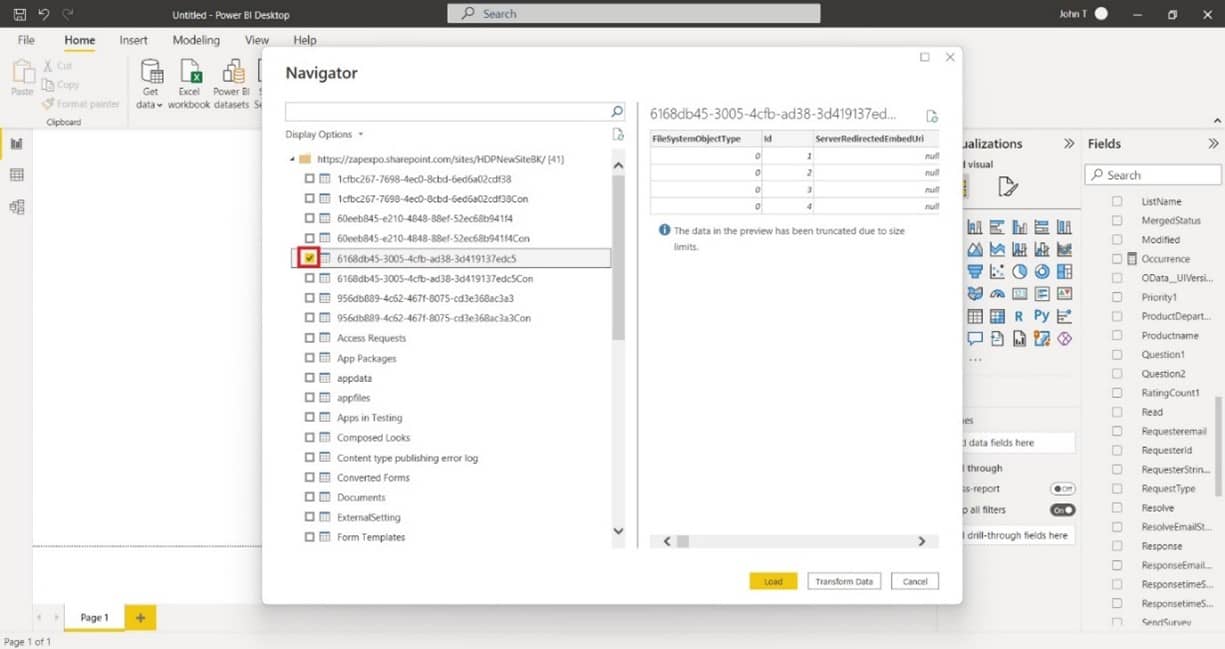 Untitled - Power BI Desktop
Search
John T
File Home Insert Modeling View Help
Paste
Cut
Copy
Format painter
Clipboard
Get data
Excel workbook
Power BI datasets
Navigator
Display Options
https://zapexpo.sharepoint.com/sites/HDPNewSiteBK/ [41]
1cfbc267-7698-4ec0-8cbd-6ed6a02cdf38
1cfbc267-7698-4ec0-8cbd-6ed6a02cdf38Con
60eeb845-e210-4848-88ef-52ec68b941f4
60eeb845-e210-4848-88ef-52ec68b941f4Con
6168db45-3005-4cfb-ad38-3d419137edc5
6168db45-3005-4cfb-ad38-3d419137edc5Con
956db889-4c62-467f-8075-cd3e368ac3a3
956db889-4c62-467f-8075-cd3e368ac3a3Con
Access Requests
App Packages
appdata
appfiles
Apps in Testing
Composed Looks
Content type publishing error log
Converted Forms
Documents
ExternalSetting
Form Templates
6168db45-3005-4cfb-ad38-3d419137ed...
FileSystemObjectType Id ServerRedirectedEmbedUri
0 1 null
0 2 null
0 3 null
0 4 null
The data in the preview has been truncated due to size
limits.
Load Transform Data Cancel
ualizations
d visual
R Py
...
es
d data fields here
l through
ss-report Off
p all filters On
l drill-through fields here
Fields
Search
ListName
MergedStatus
Modified
Occurrence
OData__UIVersi...
Priority1
ProductDepart...
Productname
Question1
Question2
RatingCount1
Read
Requesteremail
RequesterId
RequesterStrin...
RequestType
Resolve
ResolveEmailSt...
Response
ResponseEmail...
ResponsetimeS...
ResponsetimeS...
SendSurvey
Page 1 +
Page 1 of 1